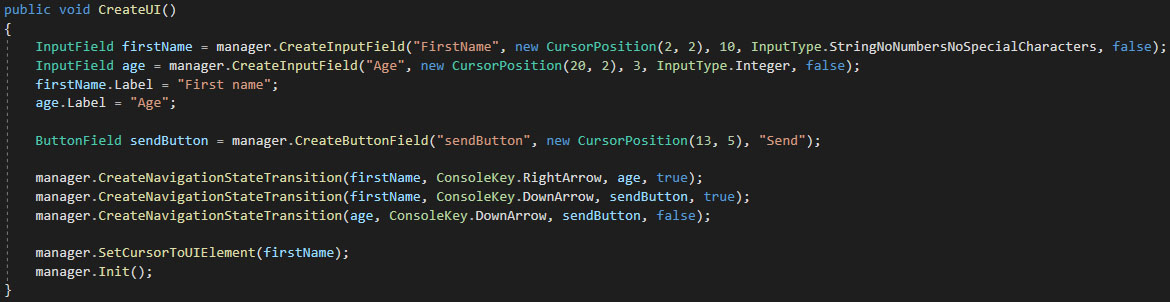 public void CreateUI()
{
InputField firstName = manager.CreateInputField("FirstName", new CursorPosition(2, 2), 10, InputType.StringNoNumbersNoSpecialCharacters, false);
InputField age = manager.CreateInputField("Age", new CursorPosition(20, 2), 3, InputType.Integer, false);
firstName.Label = "First name";
age.Label = "Age";
ButtonField sendButton = manager.CreateButtonField("sendButton", new CursorPosition(13, 5), "Send");
manager.CreateNavigationStateTransition(firstName, ConsoleKey.RightArrow, age, true);
manager.CreateNavigationStateTransition(firstName, ConsoleKey.DownArrow, sendButton, true);
manager.CreateNavigationStateTransition(age, ConsoleKey.DownArrow, sendButton, false);
manager.SetCursorToUIElement(firstName);
manager.Init();
}